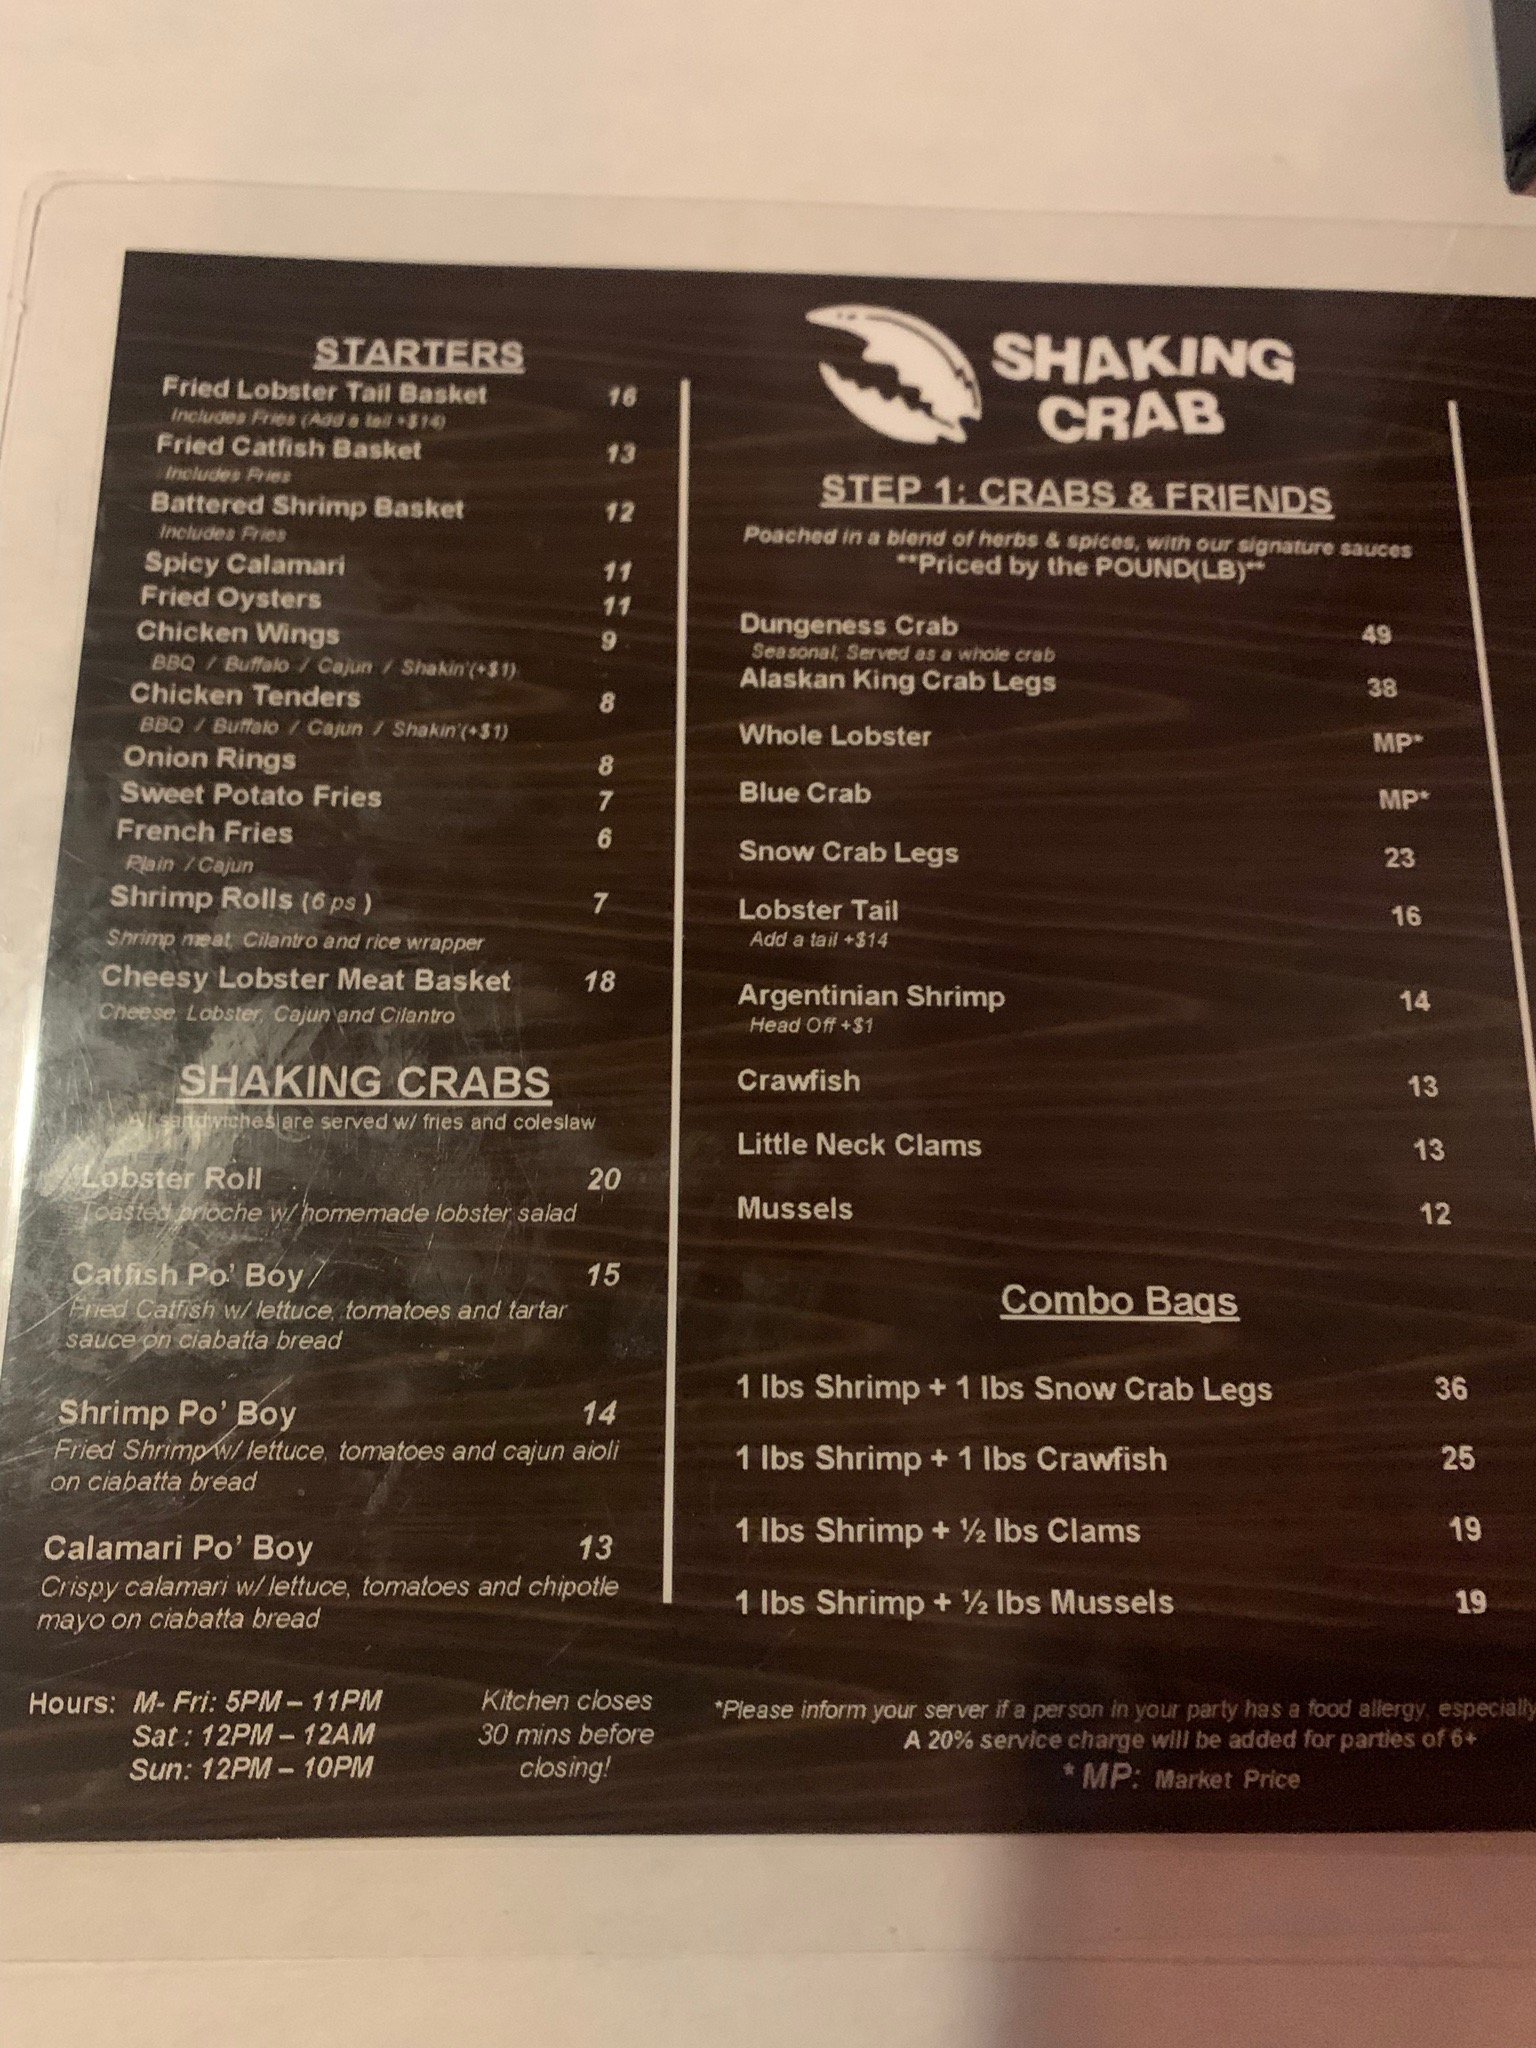 STARTERS
Fried Lobster Tail Basket 16
Includes Fries (Add a tail +$14)
Fried Catfish Basket 13
Includes Fries
Battered Shrimp Basket 12
Includes Fries
Spicy Calamari 11
Fried Oysters 11
Chicken Wings 9
BBQ / Buffalo / Cajun / Shakin'(+$1)
Chicken Tenders 8
BBQ / Buffalo / Cajun / Shakin'(+$1)
Onion Rings 8
Sweet Potato Fries 7
French Fries 6
Plain / Cajun
Shrimp Rolls (6 ps ) 7
Shrimp meat, Cilantro and rice wrapper
Cheesy Lobster Meat Basket 18
Cheese, Lobster, Cajun and Cilantro
SHAKING CRABS
All sandwiches are served w/ fries and coleslaw
Lobster Roll 20
Toasted brioche w/ homemade lobster salad
Catfish Po' Boy 15
Fried Catfish w/ lettuce, tomatoes and tartar
sauce on ciabatta bread
Shrimp Po' Boy 14
Fried Shrimp w/ lettuce, tomatoes and cajun aioli
on ciabatta bread
Calamari Po' Boy 13
Crispy calamari w/ lettuce, tomatoes and chipotle
mayo on ciabatta bread
Hours: M- Fri: 5PM – 11PM
Sat : 12PM – 12AM
Sun: 12PM – 10PM
Kitchen closes
30 mins before
closing!
SHAKING
CRAB
STEP 1: CRABS & FRIENDS
Poached in a blend of herbs & spices, with our signature sauces
**Priced by the POUND(LB)**
Dungeness Crab 49
Seasonal, Served as a whole crab
Alaskan King Crab Legs 38
Whole Lobster MP*
Blue Crab MP*
Snow Crab Legs 23
Lobster Tail 16
Add a tail +$14
Argentinian Shrimp 14
Head Off +$1
Crawfish 13
Little Neck Clams 13
Mussels 12
Combo Bags
1 lbs Shrimp + 1 lbs Snow Crab Legs 36
1 lbs Shrimp + 1 lbs Crawfish 25
1 lbs Shrimp + ½ lbs Clams 19
1 lbs Shrimp + ½ lbs Mussels 19
*Please inform your server if a person in your party has a food allergy, especially
A 20% service charge will be added for parties of 6+
* MP: Market Price